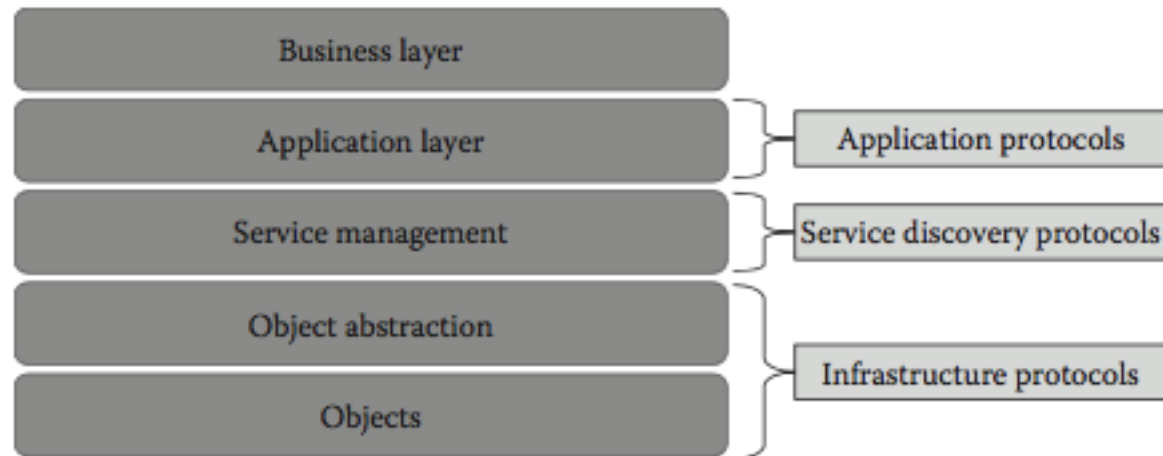 Business layer
Application layer
Application protocols
Service management
Service discovery protocols
Object abstraction
Objects
Infrastructure protocols